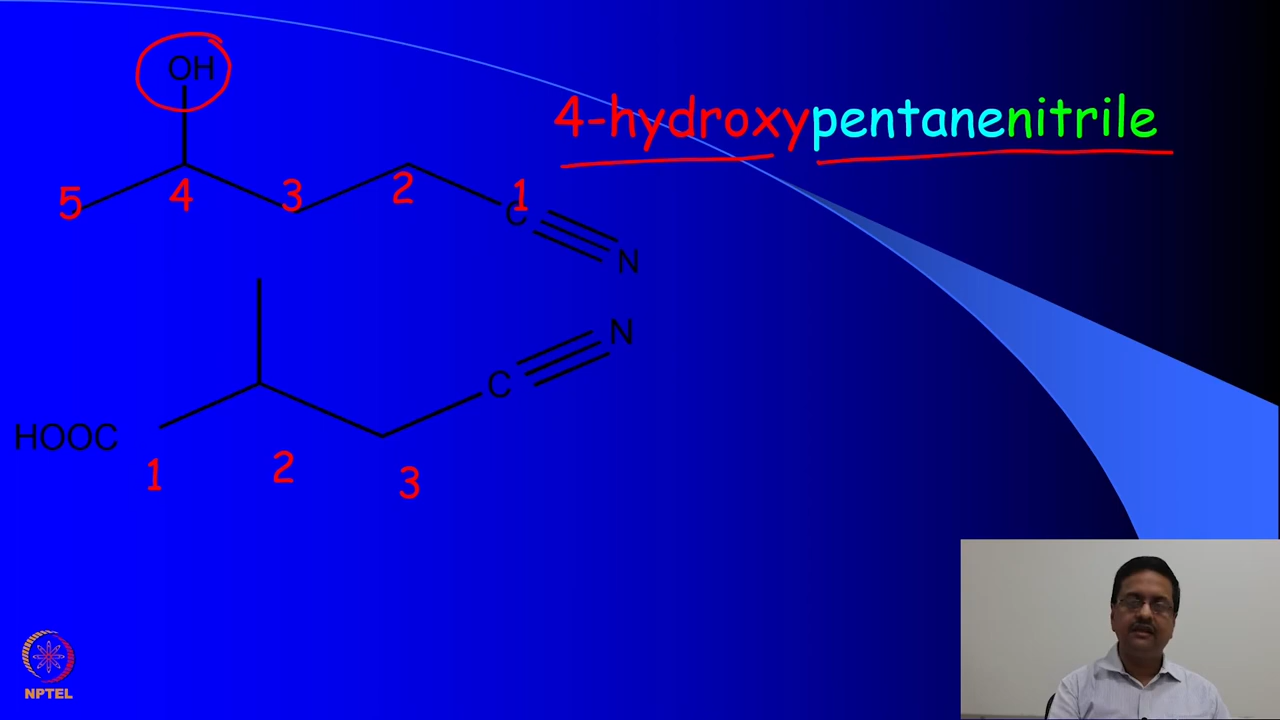 OH
4-hydroxypentanenitrile
5 4 3 2 1
C
N
N
C
HOOC
1 2 3
NPTEL